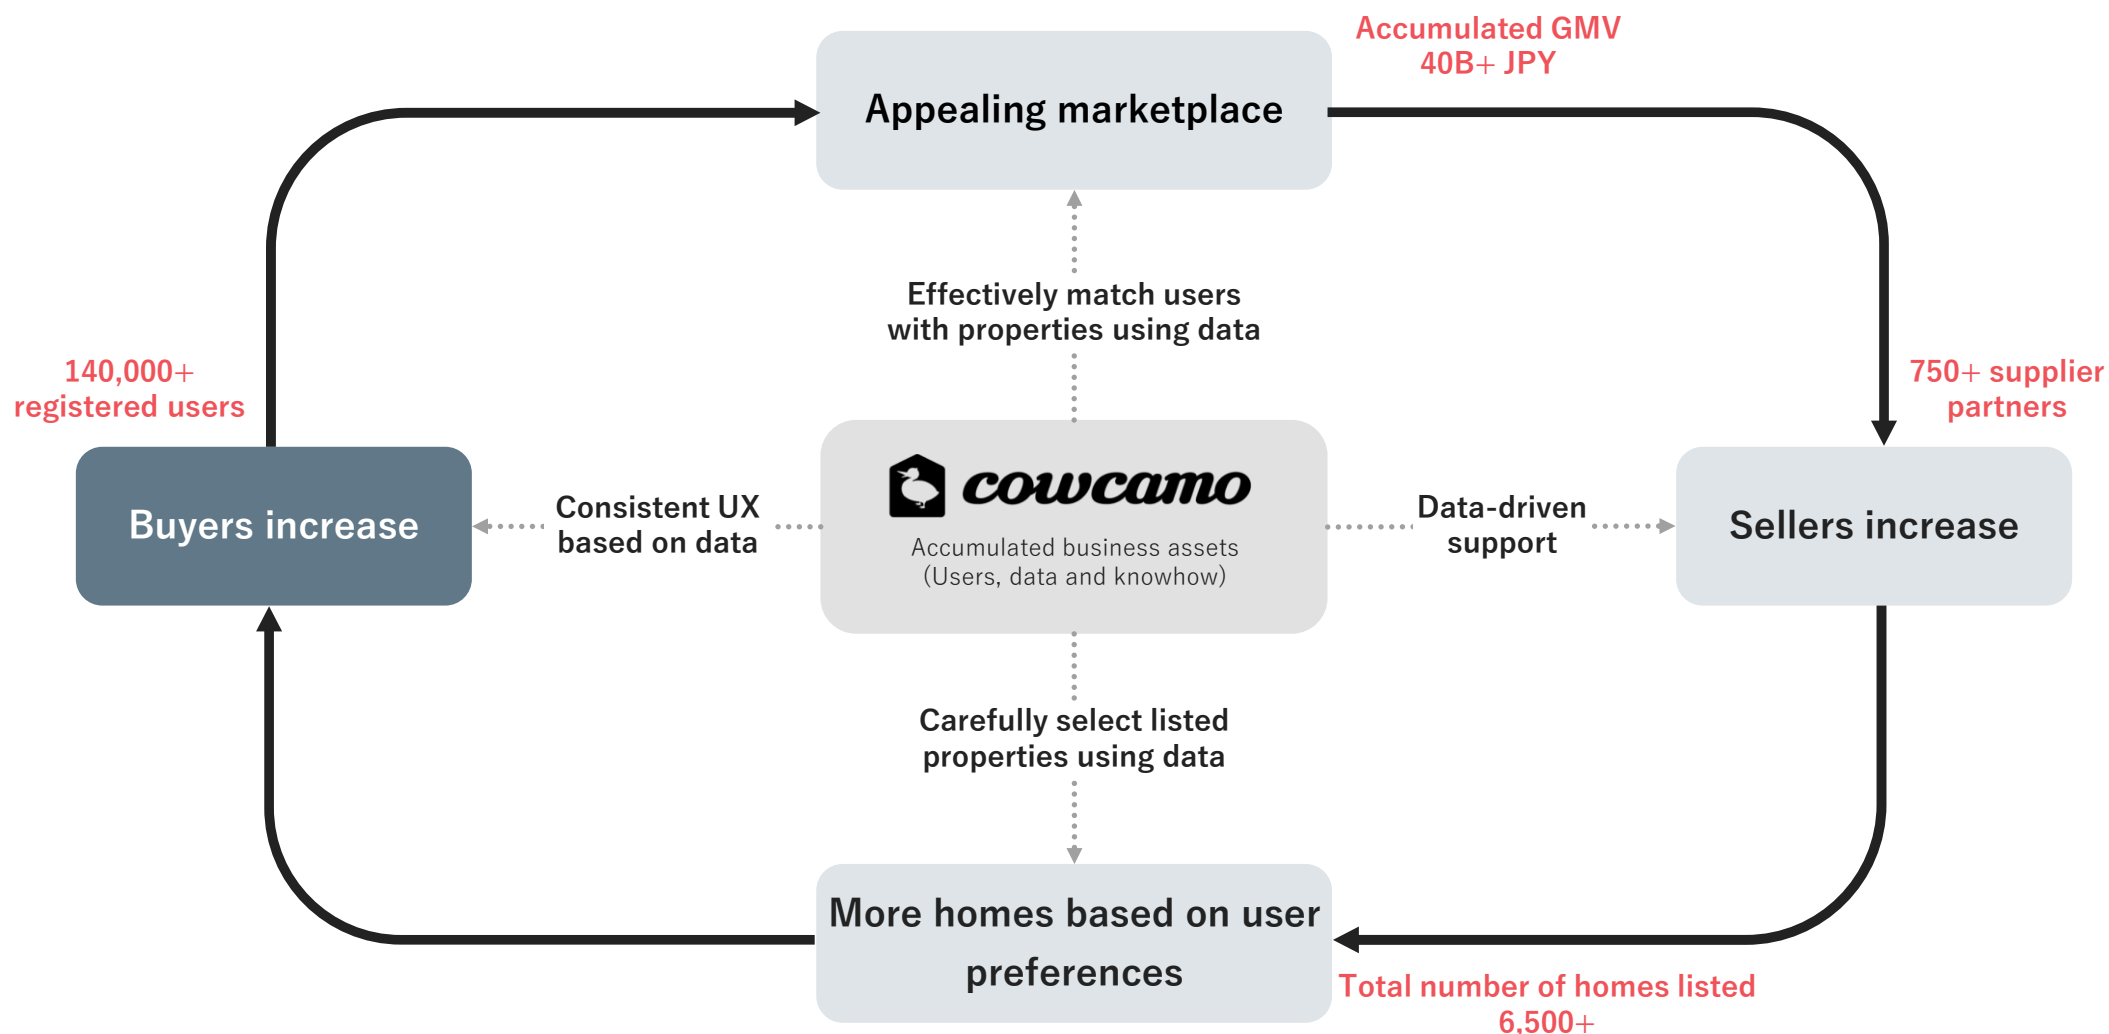 Accumulated GMV
40B+ JPY
Appealing marketplace
Effectively match users
with properties using data
140,000+
registered users
750+ supplier
partners
Buyers increase
Consistent UX
based on data
cowcamo
Accumulated business assets
(Users, data and knowhow)
Data-driven
support
Sellers increase
Carefully select listed
properties using data
More homes based on user
preferences
Total number of homes listed
6,500+